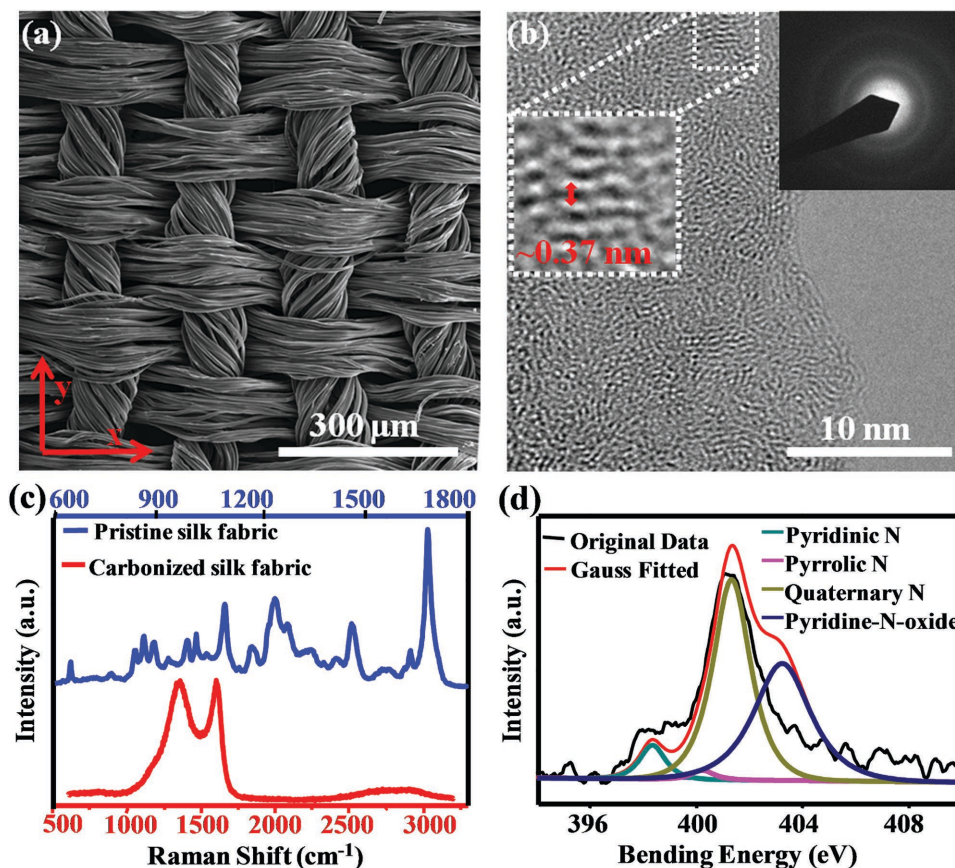 (a)
y
x
300 μm
(b)
~0.37 nm
10 nm
(c)
600 900 1200 1500 1800
Pristine silk fabric
Carbonized silk fabric
Intensity (a.u.)
500 1000 1500 2000 2500 3000
Raman Shift (cm⁻¹)
(d)
Original Data
Gauss Fitted
Pyridinic N
Pyrrolic N
Quaternary N
Pyridine-N-oxide
Intensity (a.u.)
396 400 404 408
Bending Energy (eV)